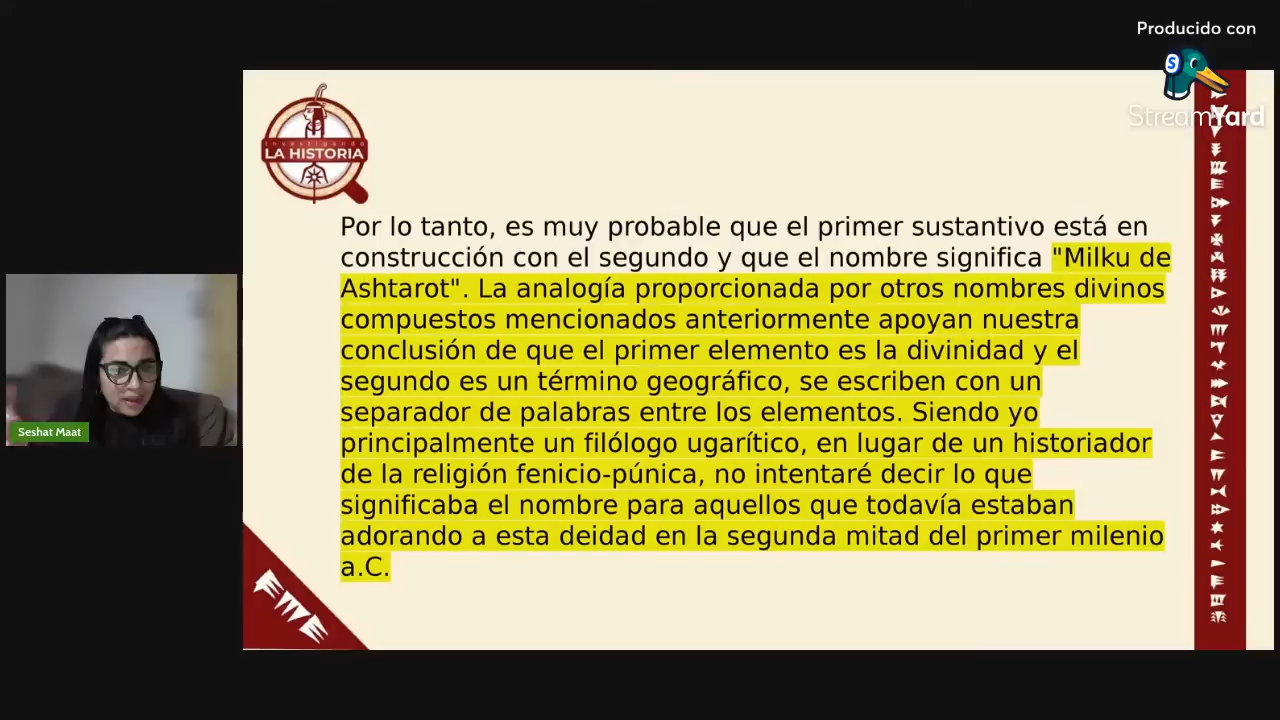 Producido con
StreamYard
Investigando
LA HISTORIA
Por lo tanto, es muy probable que el primer sustantivo está en
construcción con el segundo y que el nombre significa "Milku de
Ashtarot". La analogía proporcionada por otros nombres divinos
compuestos mencionados anteriormente apoyan nuestra
conclusión de que el primer elemento es la divinidad y el
segundo es un término geográfico, se escriben con un
separador de palabras entre los elementos. Siendo yo
principalmente un filólogo ugarítico, en lugar de un historiador
de la religión fenicio-púnica, no intentaré decir lo que
significaba el nombre para aquellos que todavía estaban
adorando a esta deidad en la segunda mitad del primer milenio
a.C.
Seshat Maat